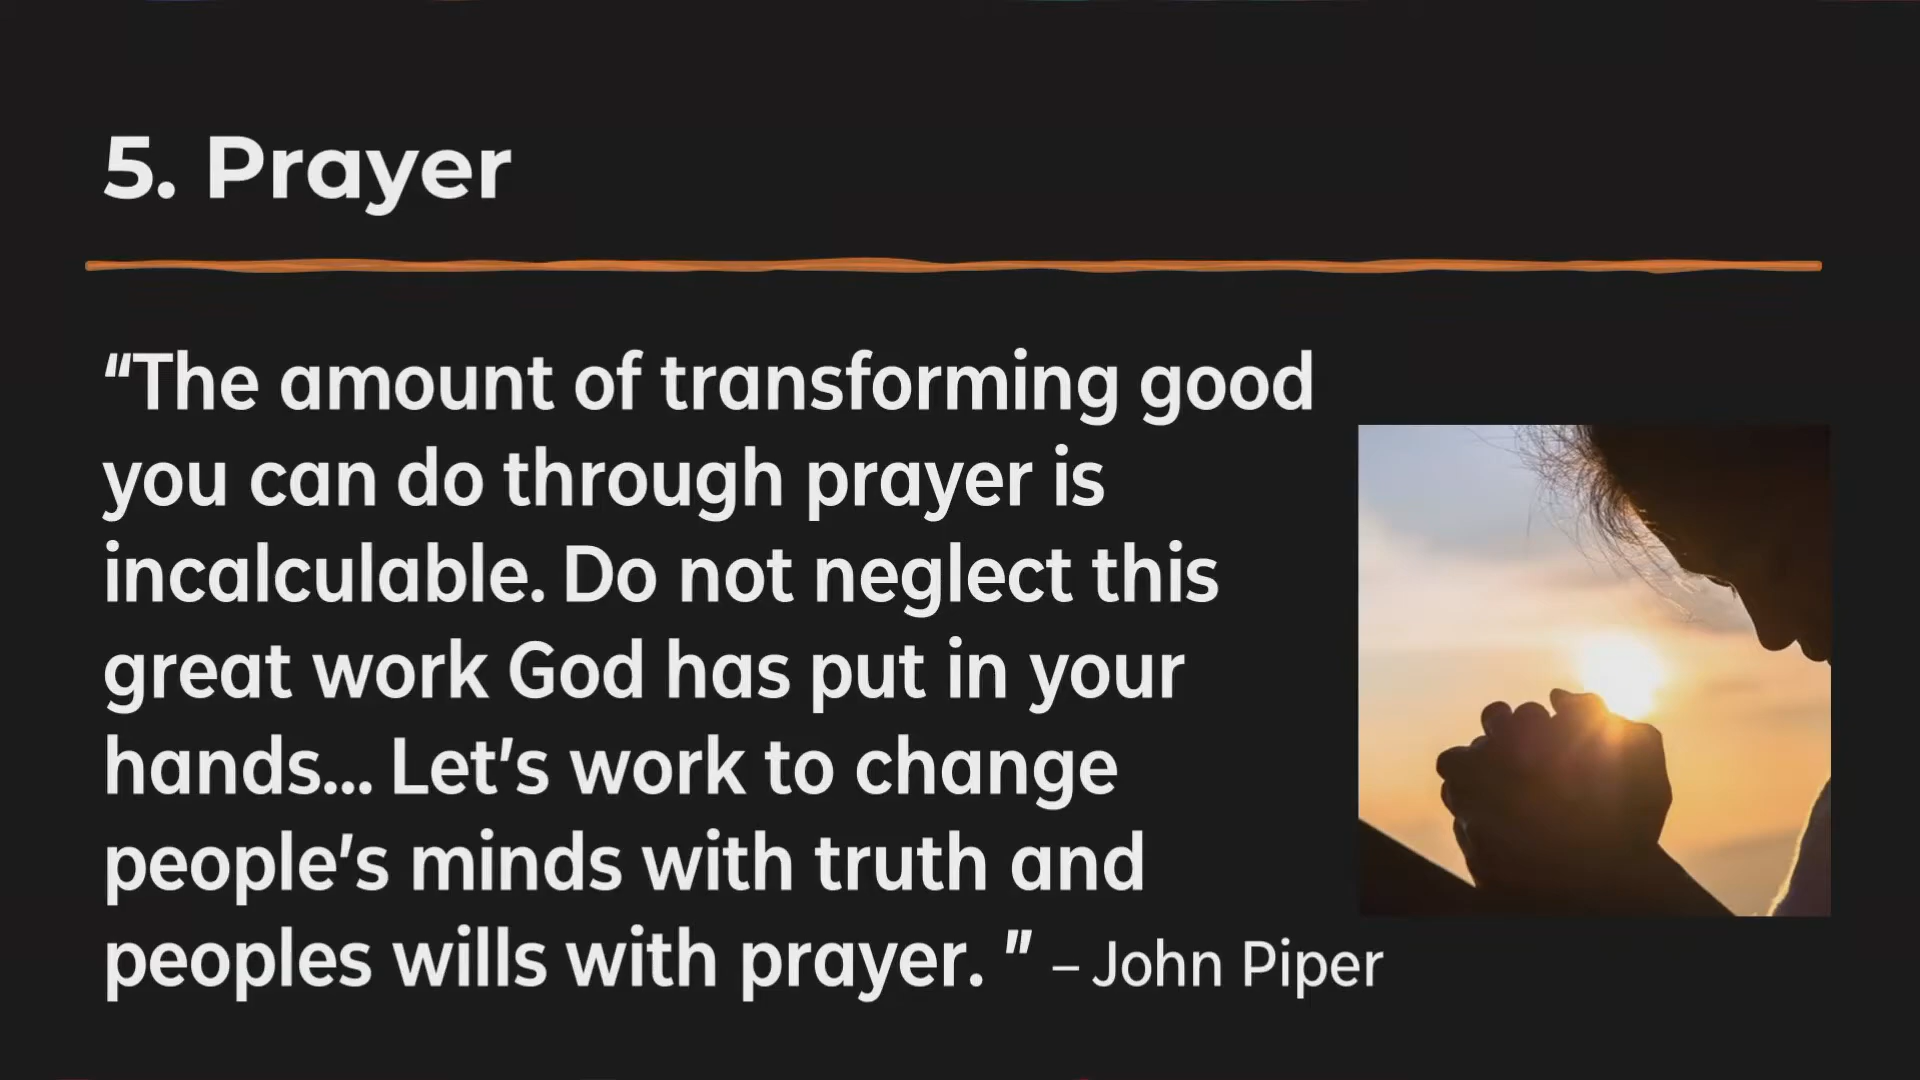 5. Prayer
“The amount of transforming good
you can do through prayer is
incalculable. Do not neglect this
great work God has put in your
hands... Let’s work to change
people’s minds with truth and
peoples wills with prayer. ” – John Piper